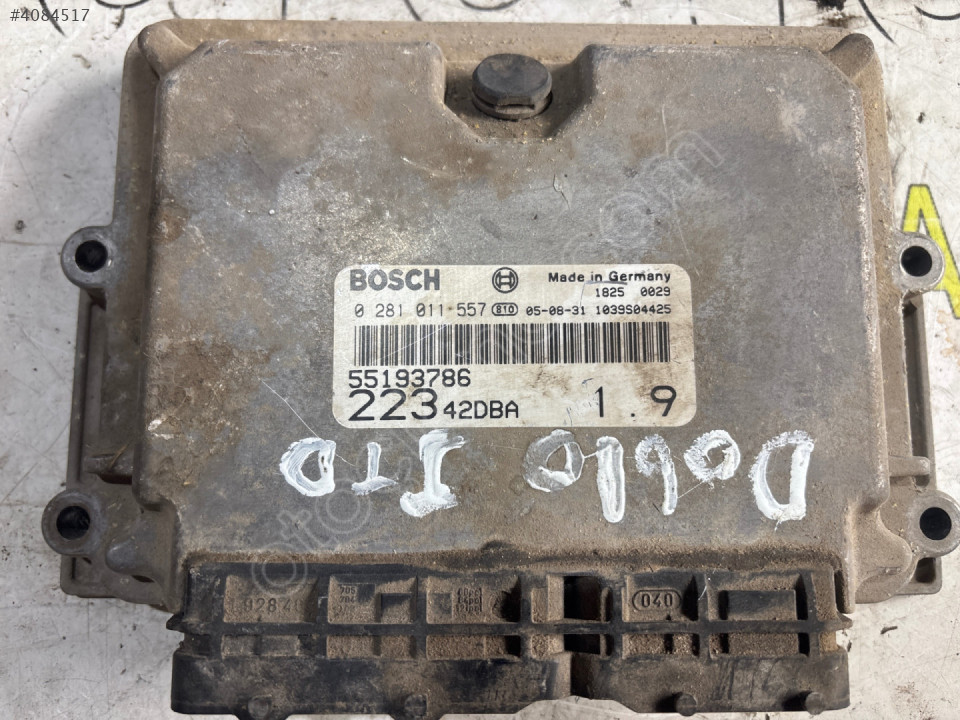 #4084517
BOSCH Made in Germany
1825 0029
0 281 011 557 810 05-08-31 1039S04425
55193786
223 42DBA 1.9
Doblo
JTD
040